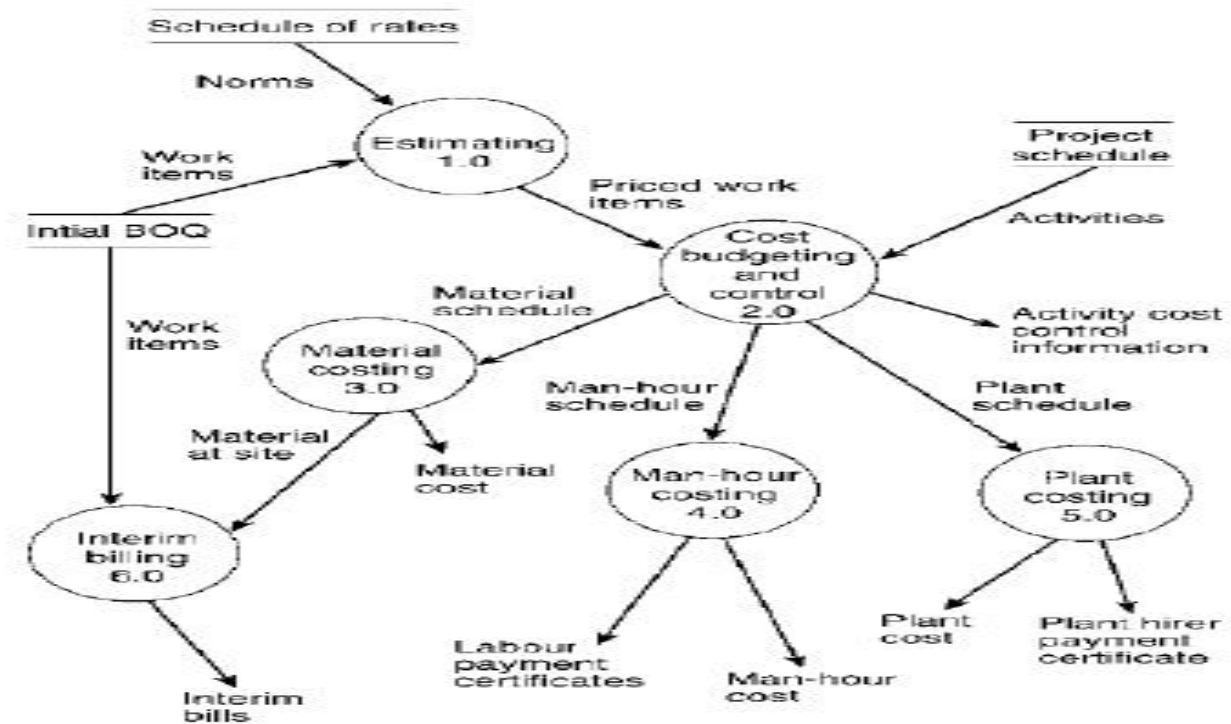 Schedule of rates
Norms
Estimating
1.0
Work
items
Project
schedule
Priced work
items
Activities
Intial BOQ
Cost
budgeting
and
control
2.0
Material
schedule
Work
items
Activity cost
control
information
Material
costing
3.0
Man-hour
schedule
Plant
schedule
Material
at site
Material
cost
Man-hour
costing
4.0
Plant
costing
5.0
Interim
billing
6.0
Plant
cost
Plant hirer
payment
certificate
Labour
payment
certificates
Man-hour
cost
Interim
bills